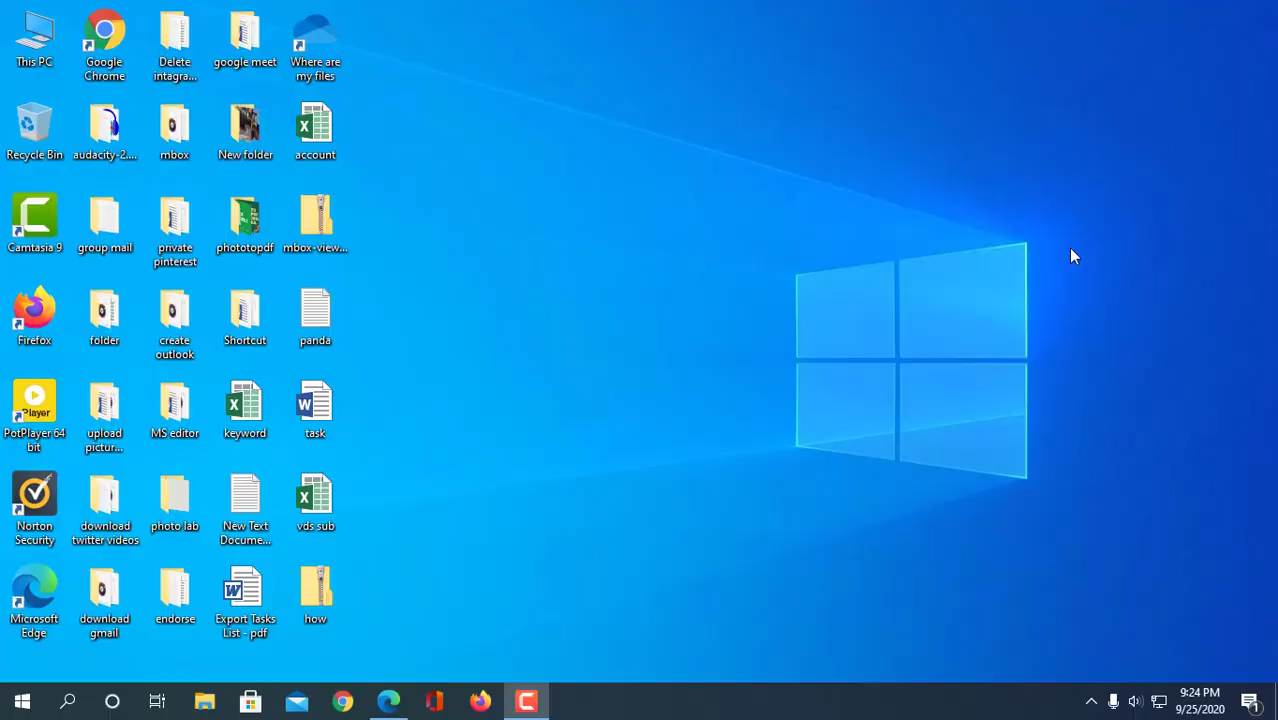 This PC
Google
Chrome
Delete
intagra...
google meet
Where are
my files
Recycle Bin
audacity-2....
mbox
New folder
account
Camtasia 9
group mail
private
pinterest
phototopdf
mbox-view...
Firefox
folder
create
outlook
Shortcut
panda
Player
PotPlayer 64
bit
upload
pictur...
MS editor
keyword
task
Norton
Security
download
twitter videos
photo lab
New Text
Docume...
vds sub
Microsoft
Edge
download
gmail
endorse
Export Tasks
List - pdf
how
9:24 PM
9/25/2020
1